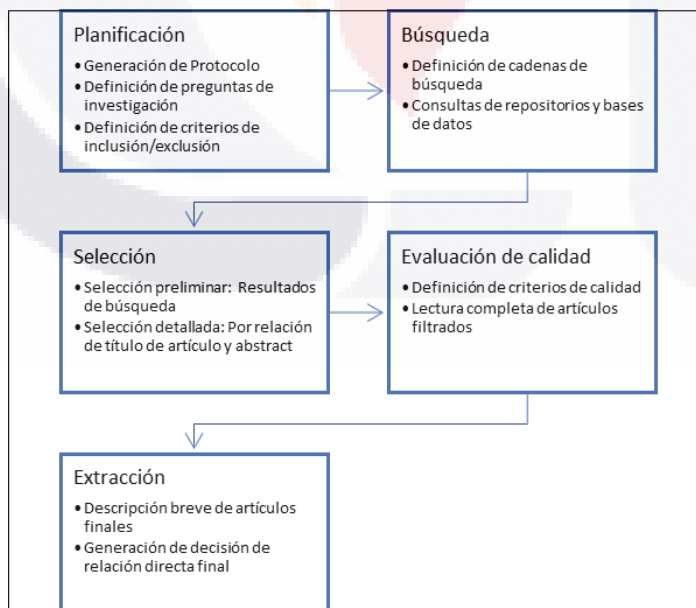 Planificación
• Generación de Protocolo
• Definición de preguntas de
investigación
• Definición de criterios de
inclusión/exclusión
Búsqueda
• Definición de cadenas de
búsqueda
• Consultas de repositorios y bases
de datos
Selección
• Selección preliminar: Resultados
de búsqueda
• Selección detallada: Por relación
de título de artículo y abstract
Evaluación de calidad
• Definición de criterios de calidad
• Lectura completa de artículos
filtrados
Extracción
• Descripción breve de artículos
finales
• Generación de decisión de
relación directa final